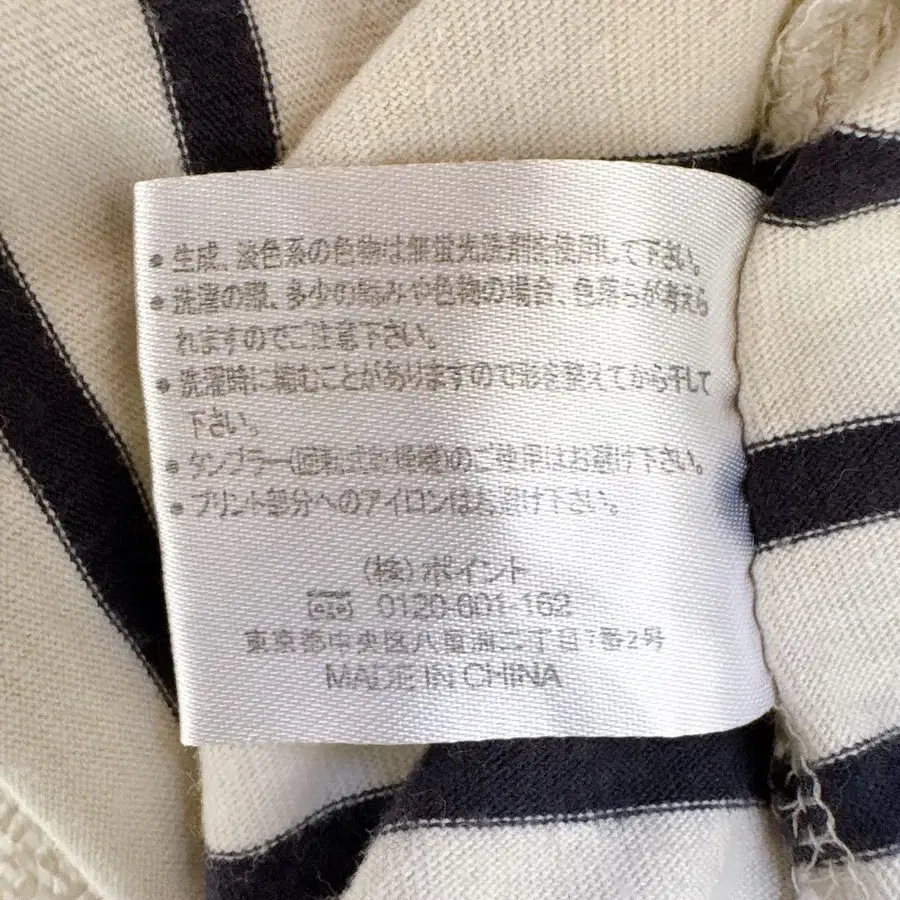 ● 生成、淡色系の色物は無蛍光洗剤を使用して下さい。
● 洗濯の際、多少の縮みや色物の場合、色落ちが考えら
れますのでご注意下さい。
● 洗濯時に縮むことがありますので形を整えてから干して
下さい。
● タンブラー(回転式乾燥機)のご使用はお避け下さい。
● プリント部分へのアイロンはお避け下さい。
(株)ポイント
0120-601-162
東京都中央区八重洲二丁目7番2号
MADE IN CHINA